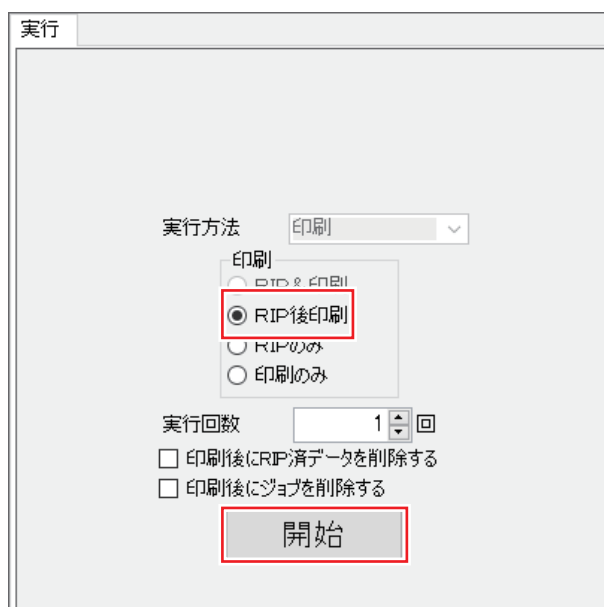 実行
実行方法 印刷
印刷
RIP＆印刷
RIP後印刷
RIPのみ
印刷のみ
実行回数 1 回
印刷後にRIP済データを削除する
印刷後にジョブを削除する
開始